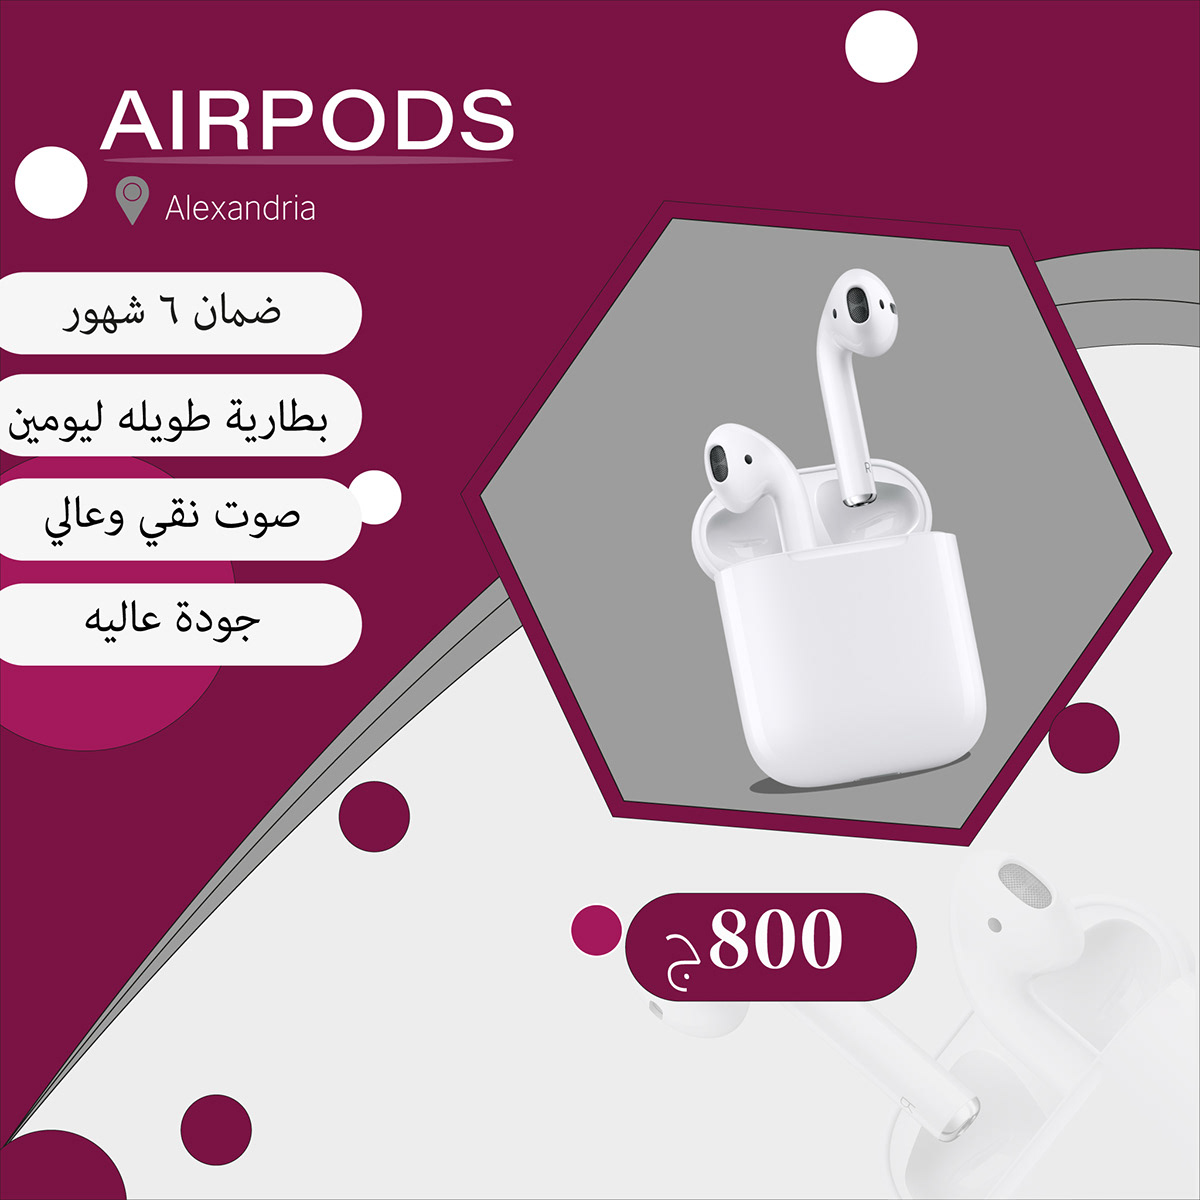 AIRPODS
Alexandria
ضمان ٦ شهور
بطارية طويله ليومين
صوت نقي وعالي
جودة عاليه
R
800ج